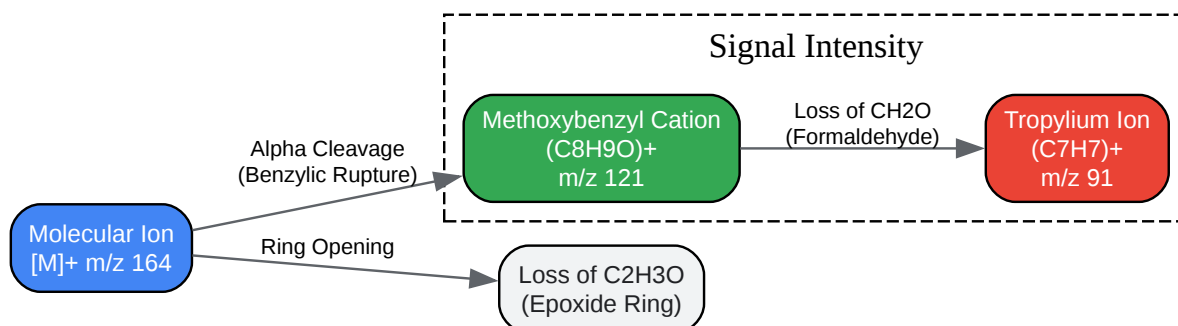 Signal Intensity
Methoxybenzyl Cation
(C8H9O)+
m/z 121
Loss of CH2O
(Formaldehyde)
Tropylium Ion
(C7H7)+
m/z 91
Alpha Cleavage
(Benzylic Rupture)
Molecular Ion
[M]+ m/z 164
Ring Opening
Loss of C2H3O
(Epoxide Ring)